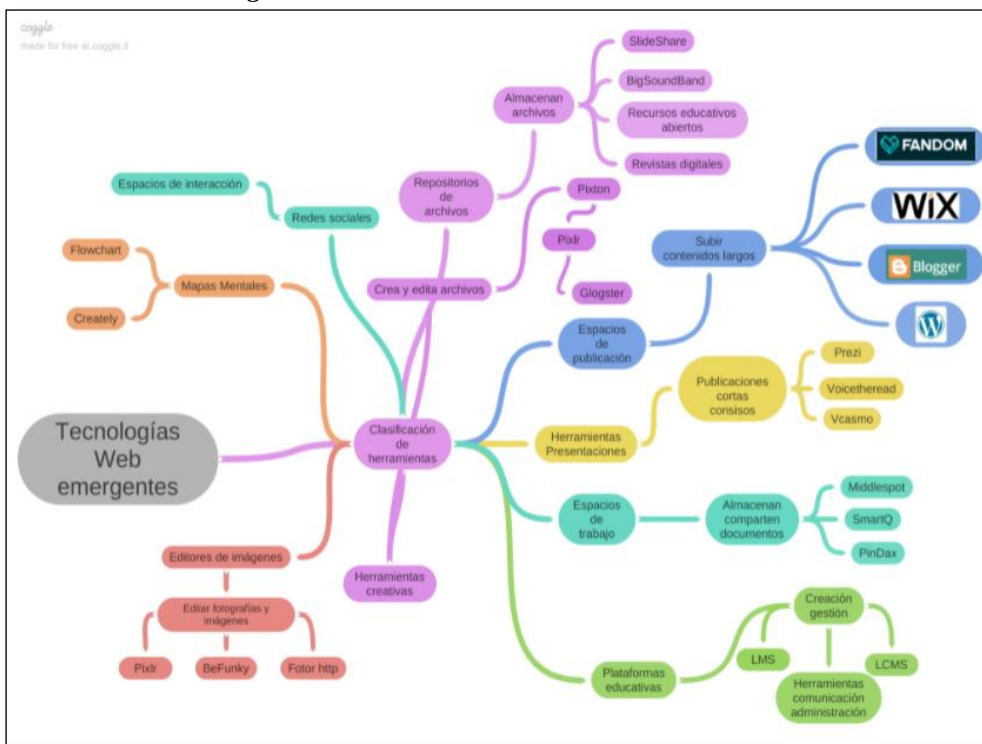 coggle
made for free at coggle.it
SlideShare
BigSoundBand
Almacenan
archivos
Recursos educativos
abiertos
Revistas digitales
FANDOM
Espacios de interacción
Repositorios
de
archivos
Pixton
WiX
Redes sociales
Pixlr
Subir
contenidos largos
Flowchart
Mapas Mentales
Crea y edita archivos
Glogster
Blogger
Creately
Espacios
de
publicación
W
Prezi
Publicaciones
cortas
consisos
Voicetheread
Vcasmo
Tecnologías
Web
emergentes
Clasificación
de
herramientas
Herramientas
Presentaciones
Middlespot
Espacios
de
trabajo
Almacenan
comparten
documentos
SmartQ
PinDax
Editores de imágenes
Herramientas
creativas
Editar fotografías y
imágenes
Creación
gestión
Pixlr
BeFunky
Fotor http
Plataformas
educativas
LMS
LCMS
Herramientas
comunicación
administración